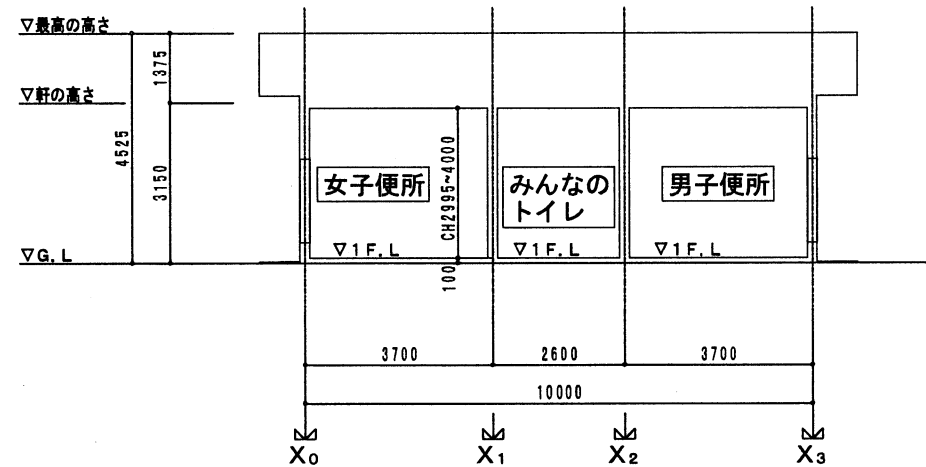 ▽最高の高さ
1375
▽軒の高さ
4525
3150
CH2995~4000
女子便所
みんなの
トイレ
男子便所
▽G.L
▽1F.L
▽1F.L
▽1F.L
100
3700
2600
3700
10000
X₀
X₁
X₂
X₃